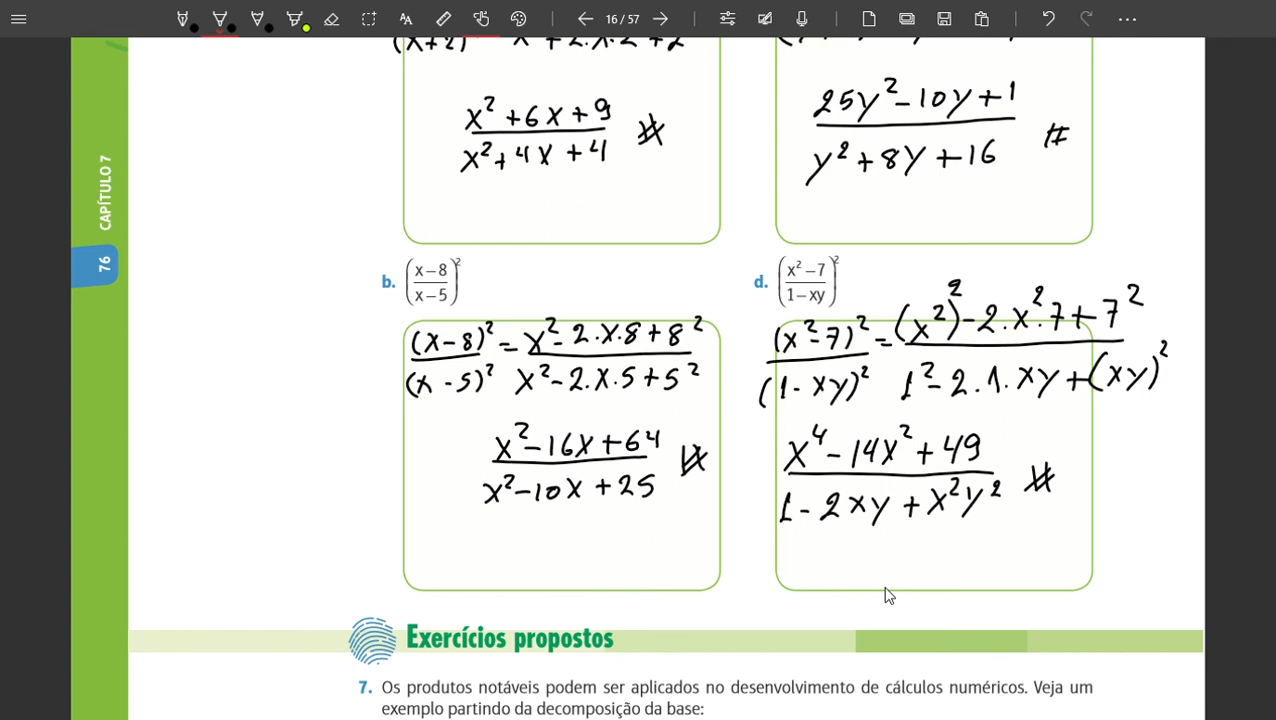 16 / 57
(x+2) x + 2.x.2 + 2
x² + 6x + 9
x² + 4x + 4 #
25y² - 10y + 1
y² + 8y + 16 #
CAPÍTULO 7
76
b. (x – 8 / x – 5)²
(x - 8)² = x² - 2.x.8 + 8²
(x - 5)² x² - 2.x.5 + 5²
x² - 16x + 64
x² - 10x + 25 #
d. (x² – 7 / 1 – xy)²
(x² - 7)² = (x²)² - 2.x².7 + 7²
(1 - xy)² 1² - 2.1.xy + (xy)²
x⁴ - 14x² + 49
1 - 2xy + x²y² #
Exercícios propostos
7. Os produtos notáveis podem ser aplicados no desenvolvimento de cálculos numéricos. Veja um
exemplo partindo da decomposição da base: